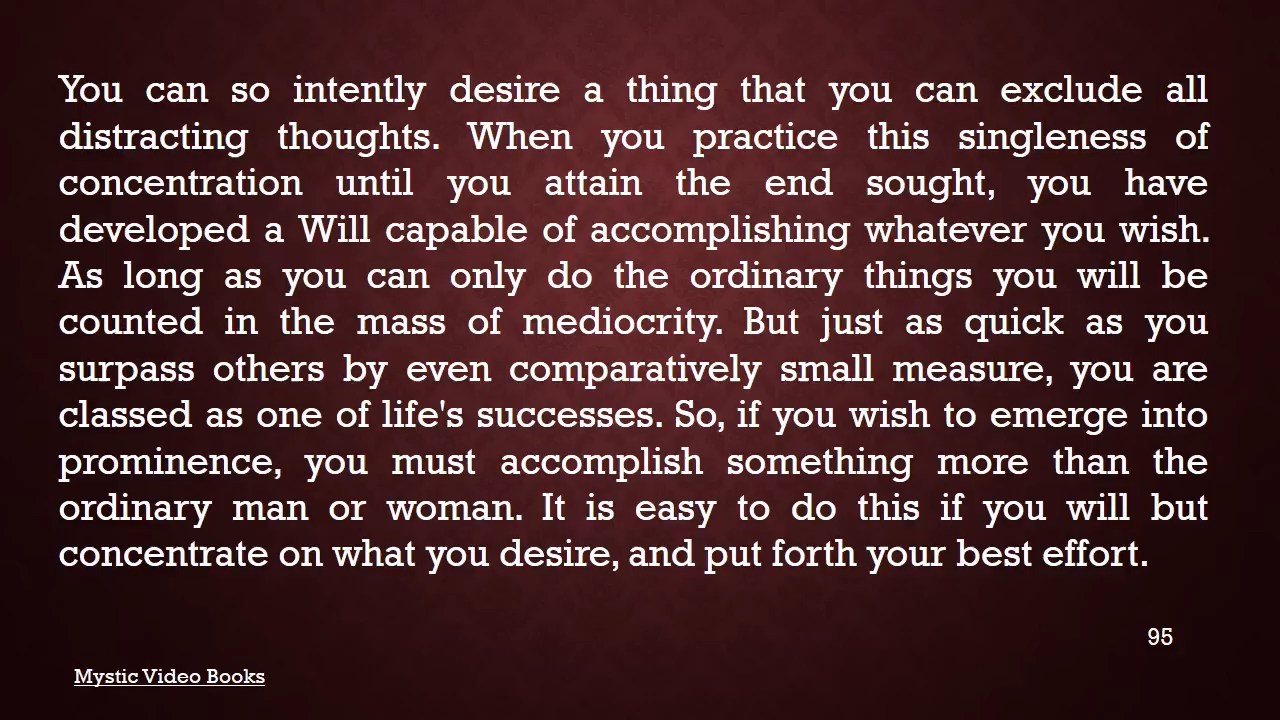 You can so intently desire a thing that you can exclude all
distracting thoughts. When you practice this singleness of
concentration until you attain the end sought, you have
developed a Will capable of accomplishing whatever you wish.
As long as you can only do the ordinary things you will be
counted in the mass of mediocrity. But just as quick as you
surpass others by even comparatively small measure, you are
classed as one of life's successes. So, if you wish to emerge into
prominence, you must accomplish something more than the
ordinary man or woman. It is easy to do this if you will but
concentrate on what you desire, and put forth your best effort.
95
Mystic Video Books